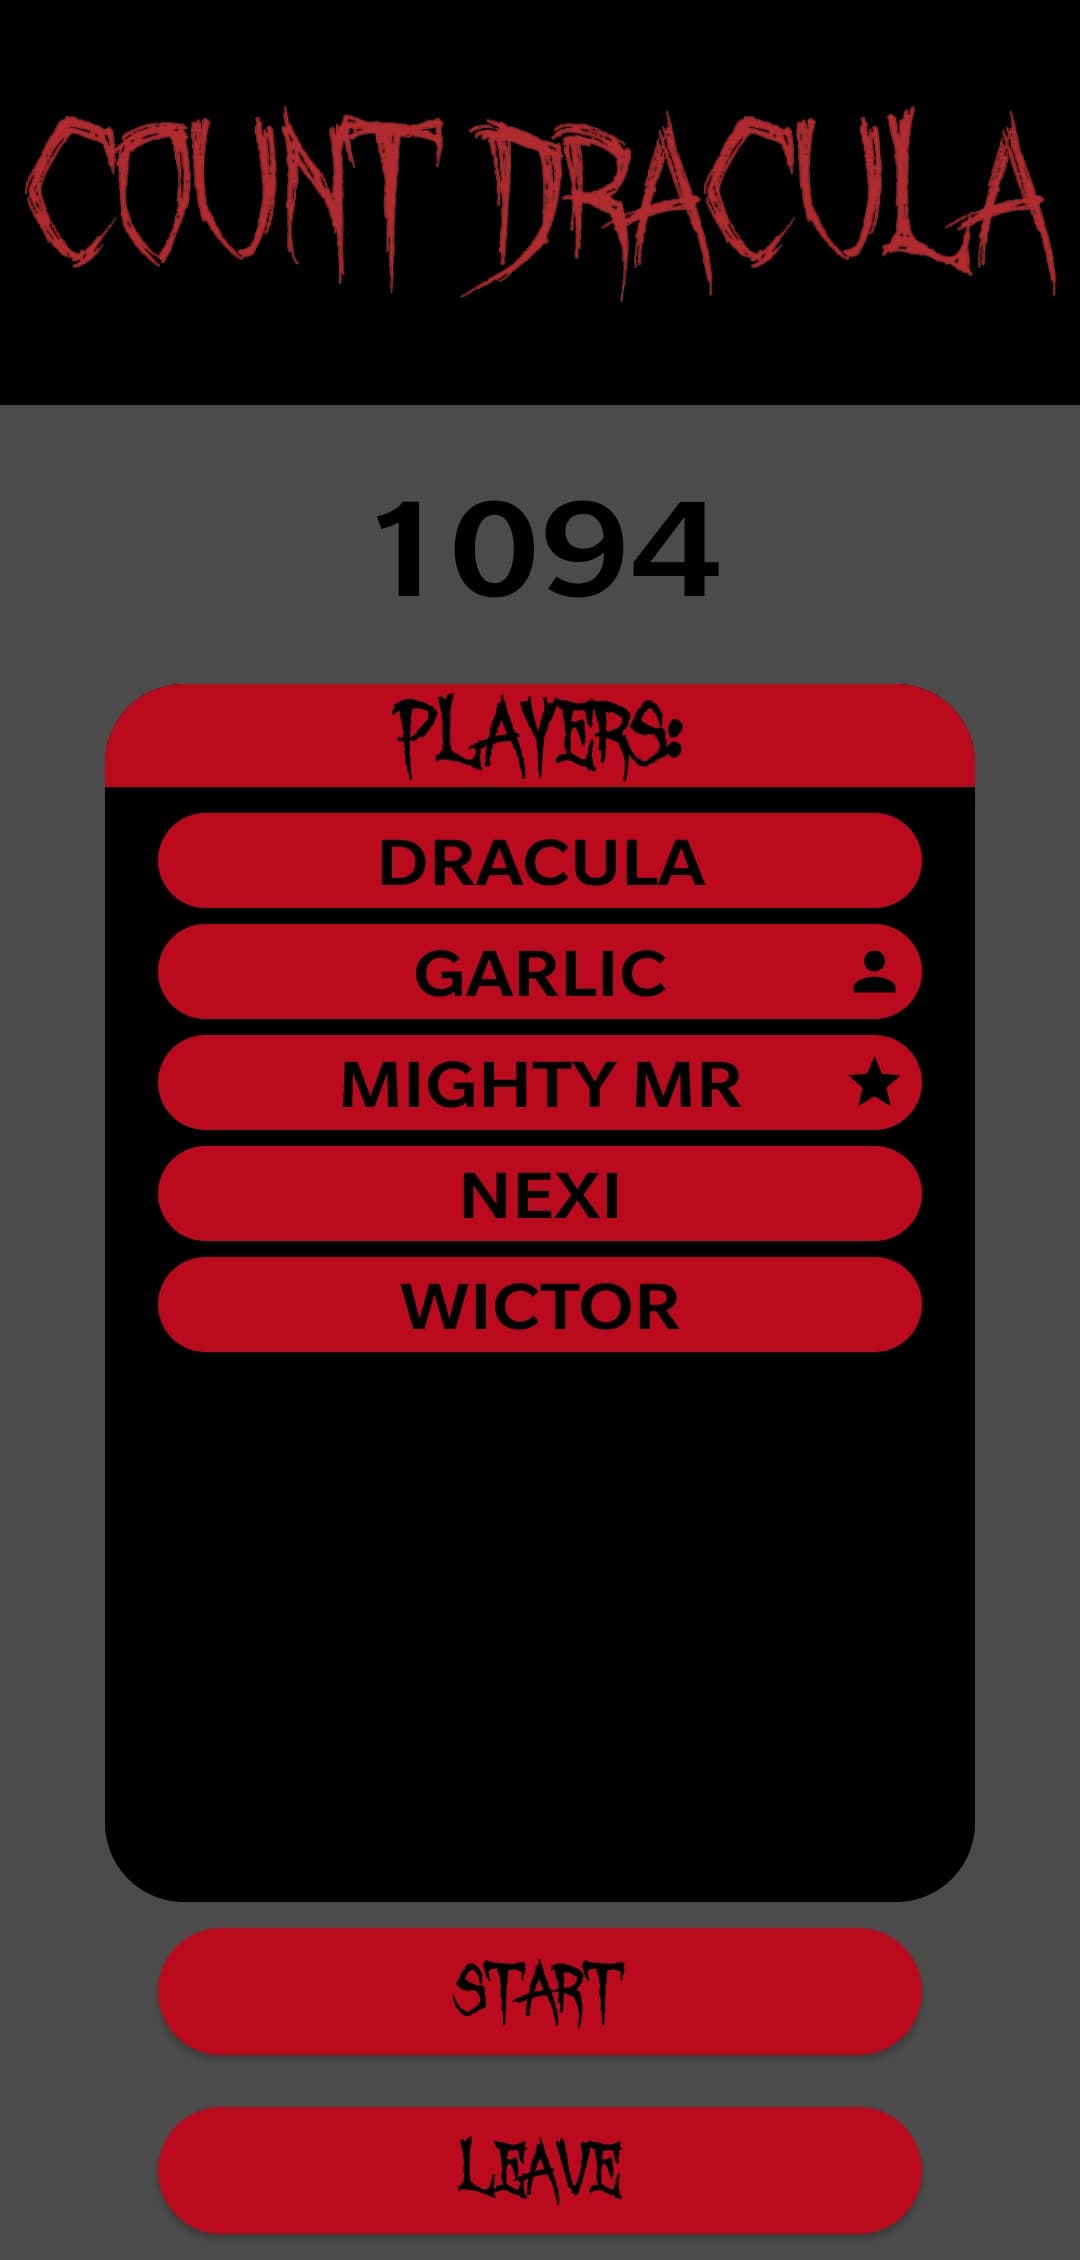 COUNT DRACULA
1094
PLAYERS:
DRACULA
GARLIC
MIGHTY MR
NEXI
WICTOR
START
LEAVE